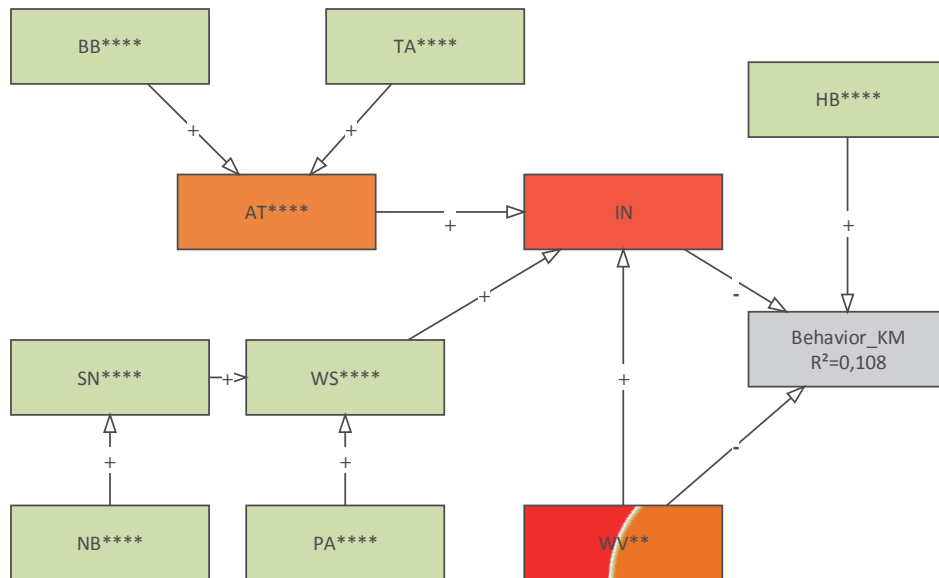 BB****
TA****
HB****
+
+
AT****
IN
+
+
+
-
Behavior_KM
R²=0,108
SN****
+
WS****
+
-
+
+
NB****
PA****
WV**